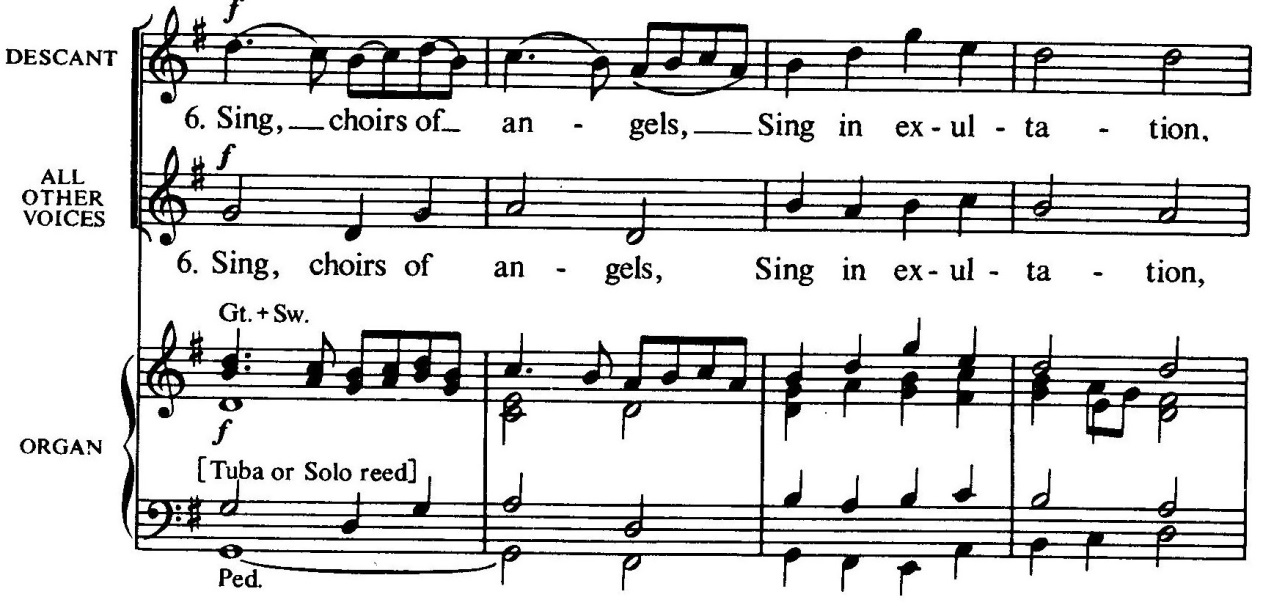 f
DESCANT
6. Sing, choirs of an - gels, Sing in ex - ul - ta - tion.
f
ALL
OTHER
VOICES
6. Sing, choirs of an - gels, Sing in ex - ul - ta - tion,
Gt. + Sw.
f
ORGAN
[Tuba or Solo reed]
Ped.